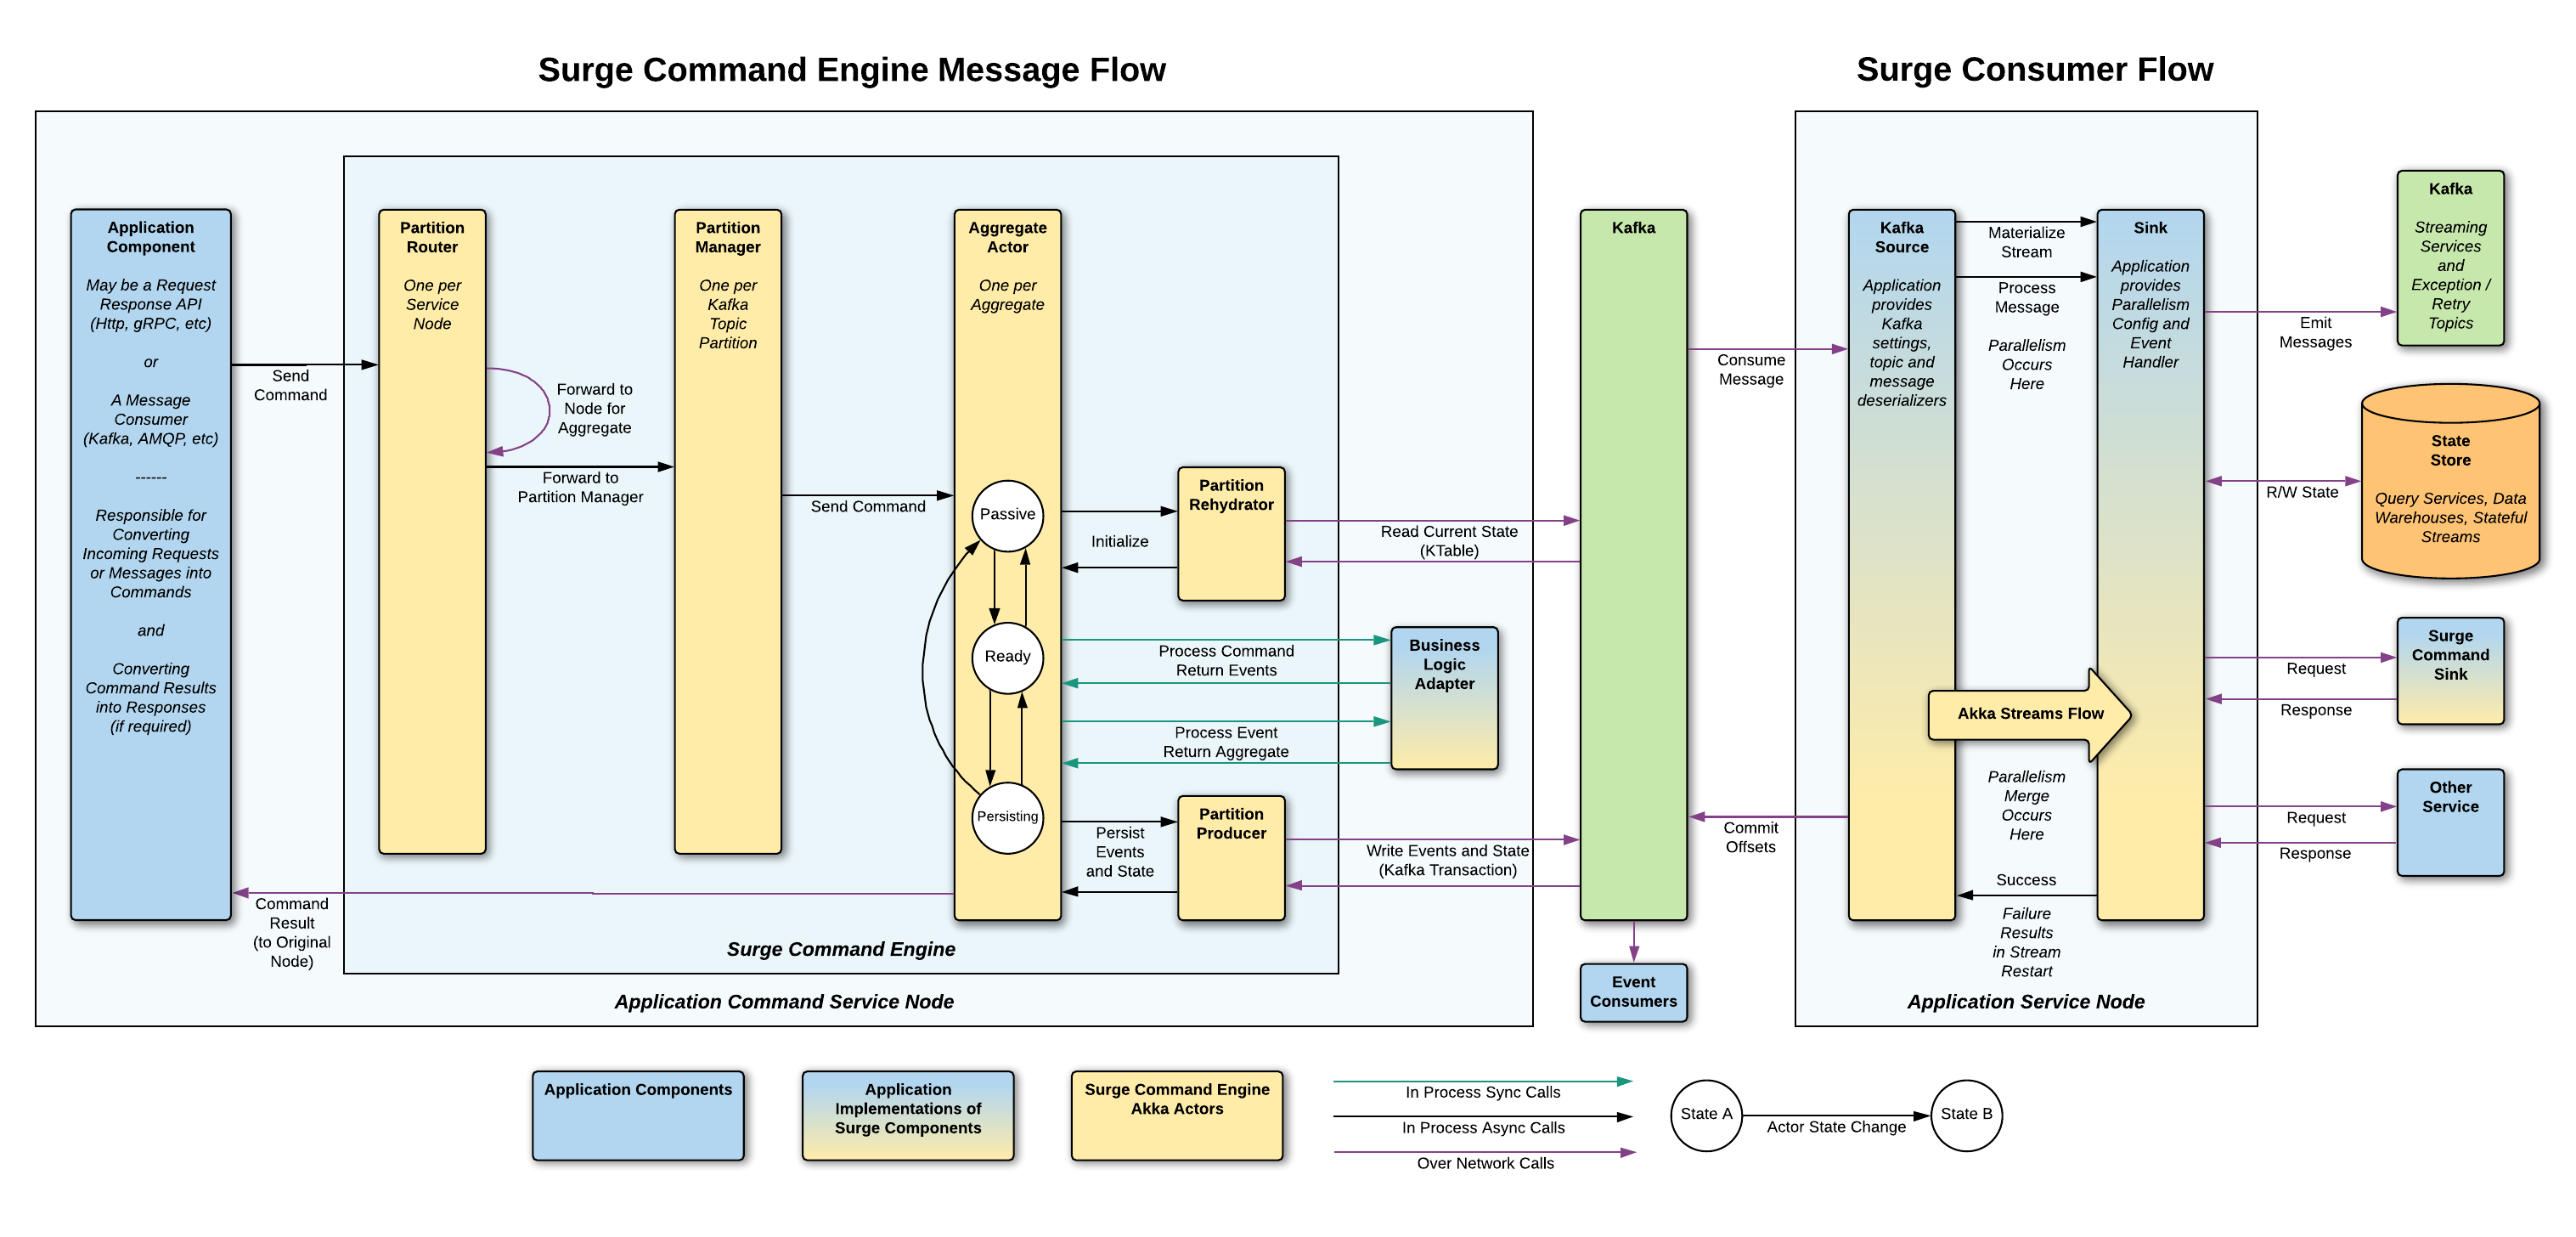 Surge Command Engine Message Flow
Surge Consumer Flow
Application
Component
May be a Request
Response API
(Http, gRPC, etc)
or
A Message
Consumer
(Kafka, AMQP, etc)
------
Responsible for
Converting
Incoming Requests
or Messages into
Commands
and
Converting
Command Results
into Responses
(if required)
Send
Command
Partition
Router
One per
Service
Node
Forward to
Node for
Aggregate
Forward to
Partition Manager
Partition
Manager
One per
Kafka
Topic
Partition
Send Command
Aggregate
Actor
One per
Aggregate
Passive
Ready
Persisting
Initialize
Partition
Rehydrator
Read Current State
(KTable)
Process Command
Return Events
Process Event
Return Aggregate
Business
Logic
Adapter
Persist
Events
and State
Partition
Producer
Write Events and State
(Kafka Transaction)
Command
Result
(to Original
Node)
Surge Command Engine
Application Command Service Node
Kafka
Event
Consumers
Consume
Message
Commit
Offsets
Kafka
Source
Application
provides
Kafka
settings,
topic and
message
deserializers
Materialize
Stream
Process
Message
Parallelism
Occurs
Here
Akka Streams Flow
Parallelism
Merge
Occurs
Here
Success
Failure
Results
in Stream
Restart
Sink
Application
provides
Parallelism
Config and
Event
Handler
Application Service Node
Emit
Messages
R/W State
Request
Response
Request
Response
Kafka
Streaming
Services
and
Exception /
Retry
Topics
State
Store
Query Services, Data
Warehouses, Stateful
Streams
Surge
Command
Sink
Other
Service
Application Components
Application
Implementations of
Surge Components
Surge Command Engine
Akka Actors
In Process Sync Calls
In Process Async Calls
Over Network Calls
State A
Actor State Change
State B